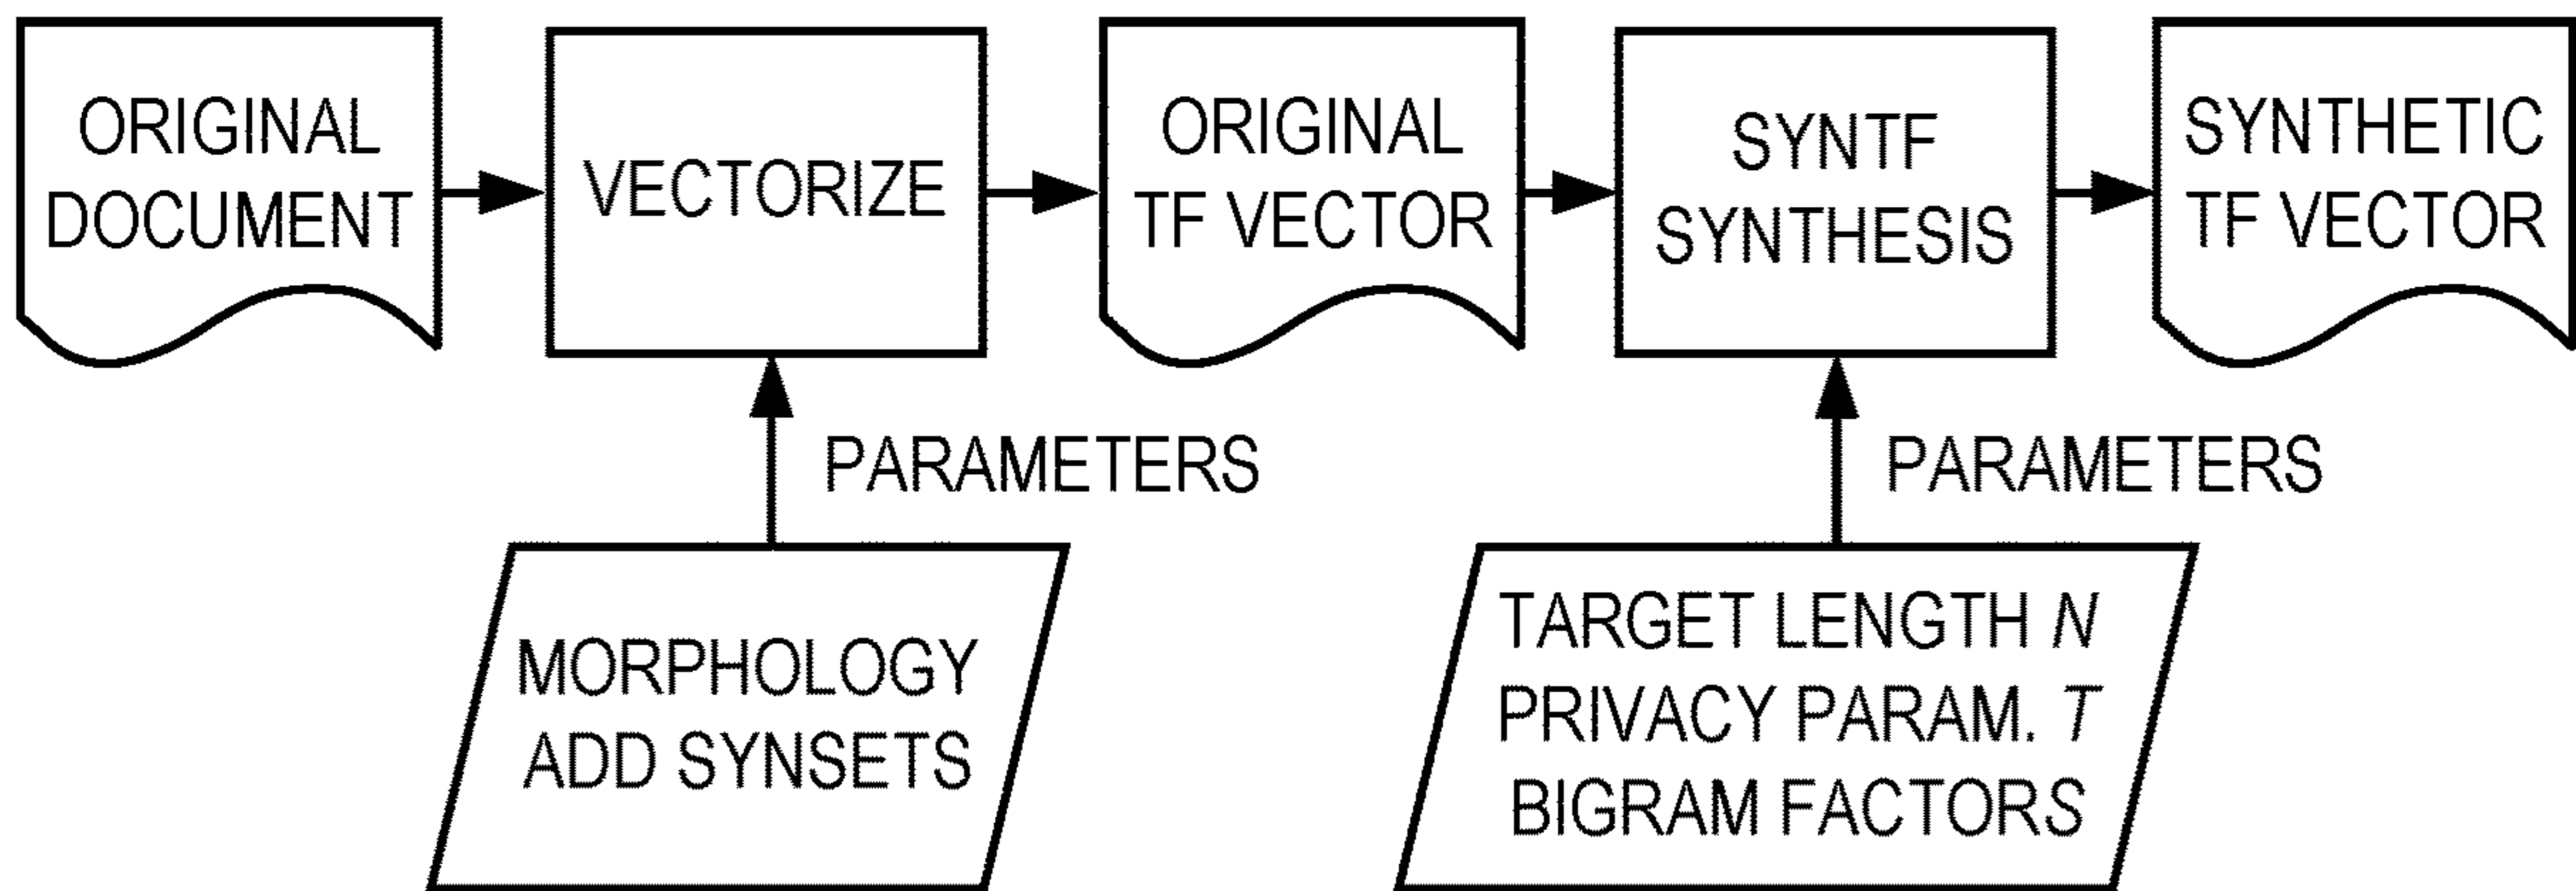 ORIGINAL
DOCUMENT
VECTORIZE
ORIGINAL
TF VECTOR
SYNTF
SYNTHESIS
SYNTHETIC
TF VECTOR
PARAMETERS
PARAMETERS
MORPHOLOGY
ADD SYNSETS
TARGET LENGTH N
PRIVACY PARAM. T
BIGRAM FACTORS